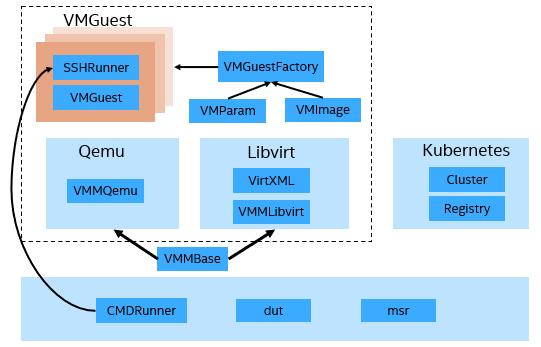 VMGuest
SSHRunner
VMGuest
VMGuestFactory
VMParam
VMImage
Qemu
VMMQemu
Libvirt
VirtXML
VMMLibvirt
Kubernetes
Cluster
Registry
VMMBase
CMDRunner
dut
msr